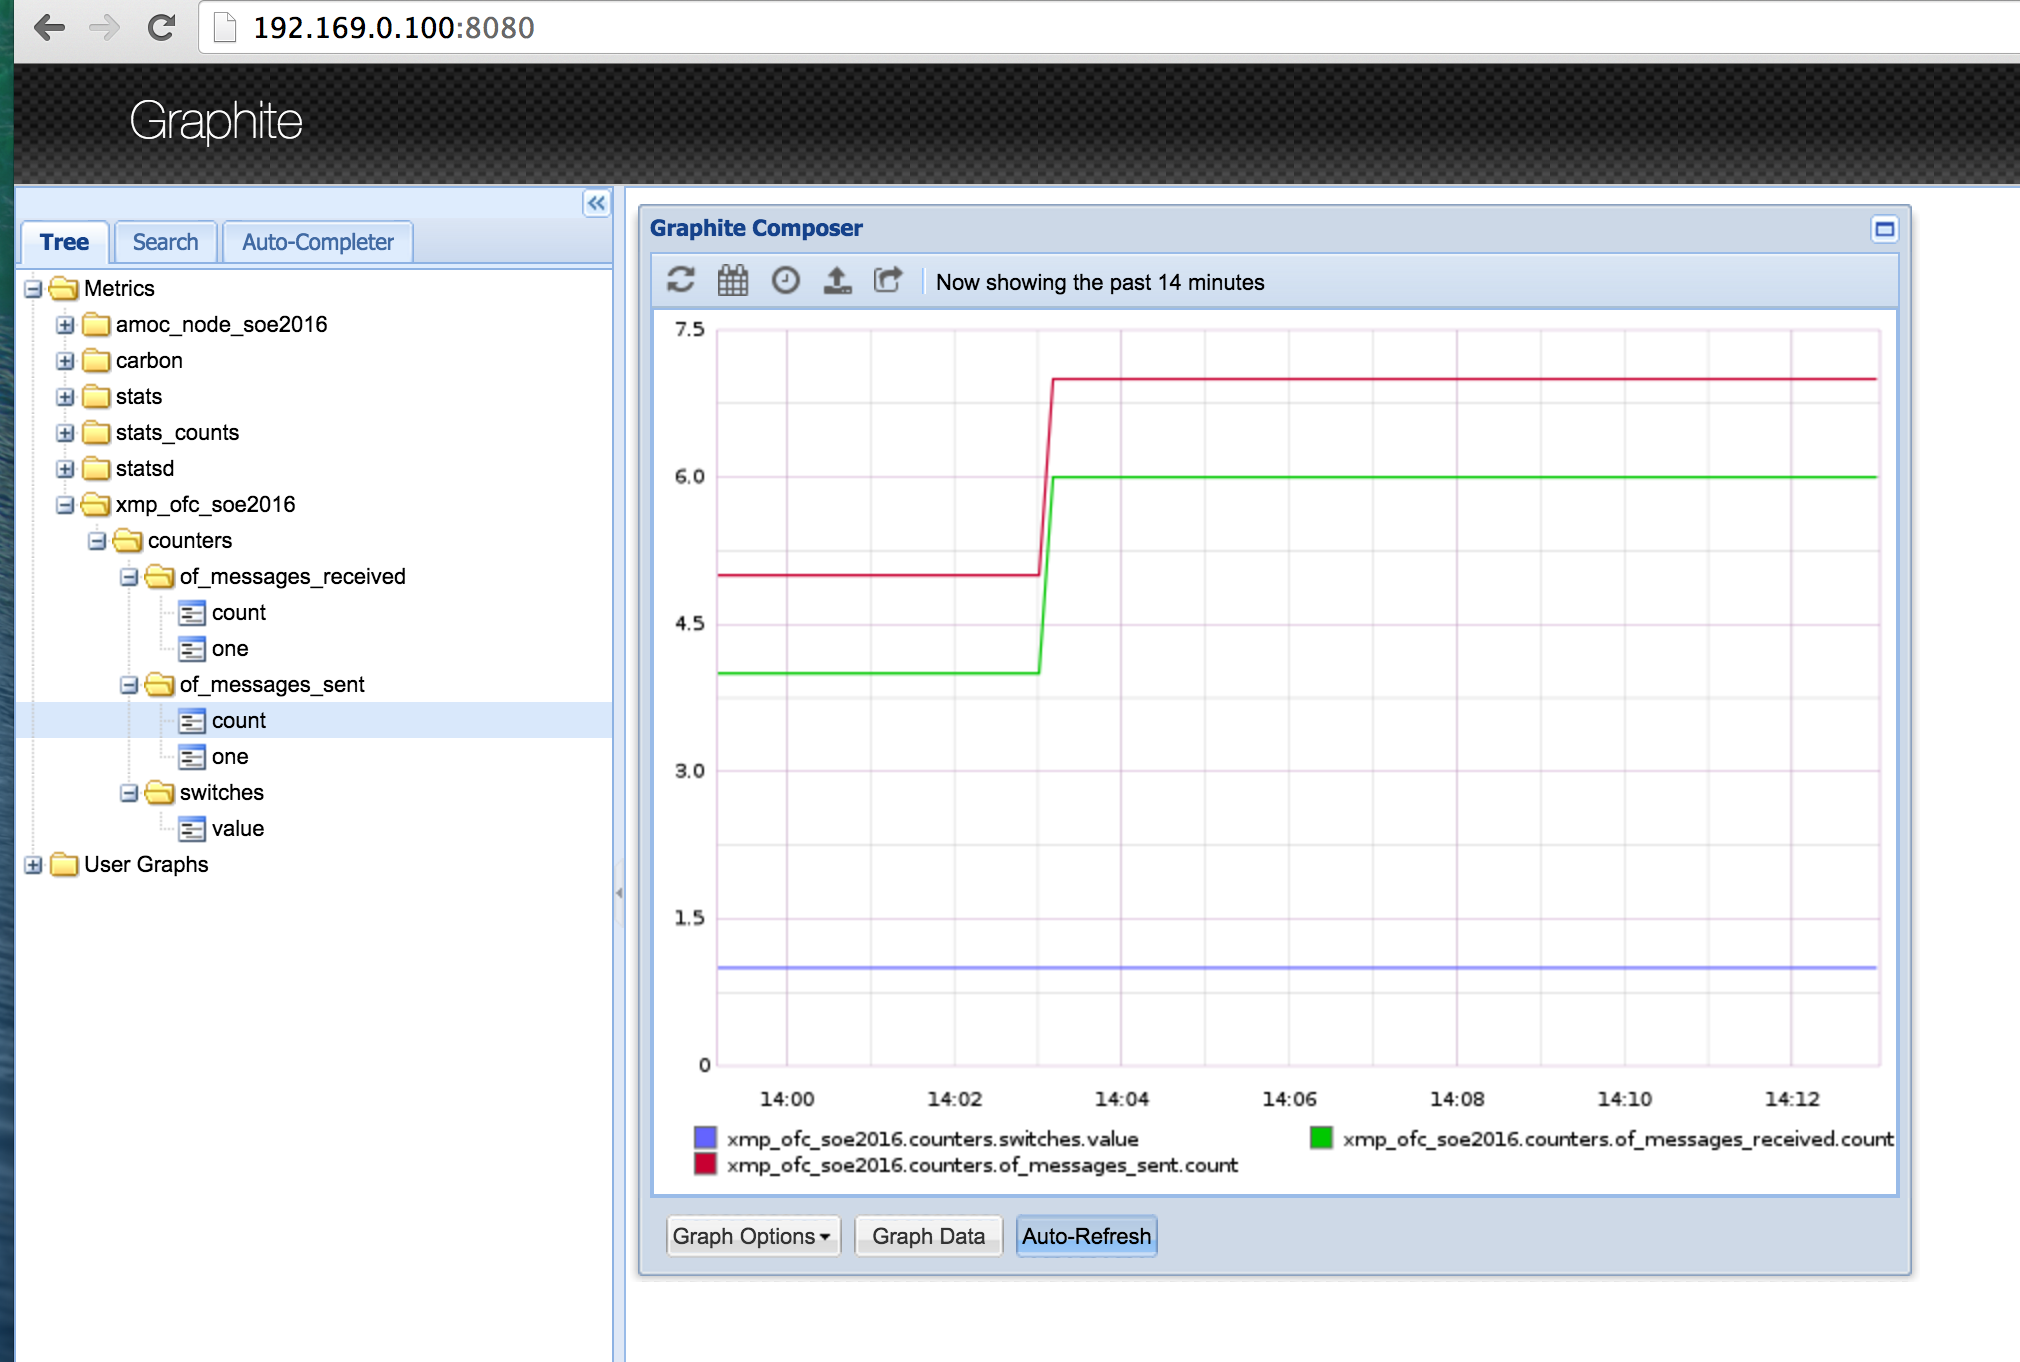 192.169.0.100:8080
Graphite
Tree Search Auto-Completer
Metrics
amoc_node_soe2016
carbon
stats
stats_counts
statsd
xmp_ofc_soe2016
counters
of_messages_received
count
one
of_messages_sent
count
one
switches
value
User Graphs
Graphite Composer
Now showing the past 14 minutes
7.5
6.0
4.5
3.0
1.5
0
14:00 14:02 14:04 14:06 14:08 14:10 14:12
xmp_ofc_soe2016.counters.switches.value xmp_ofc_soe2016.counters.of_messages_received.count
xmp_ofc_soe2016.counters.of_messages_sent.count
Graph Options Graph Data Auto-Refresh